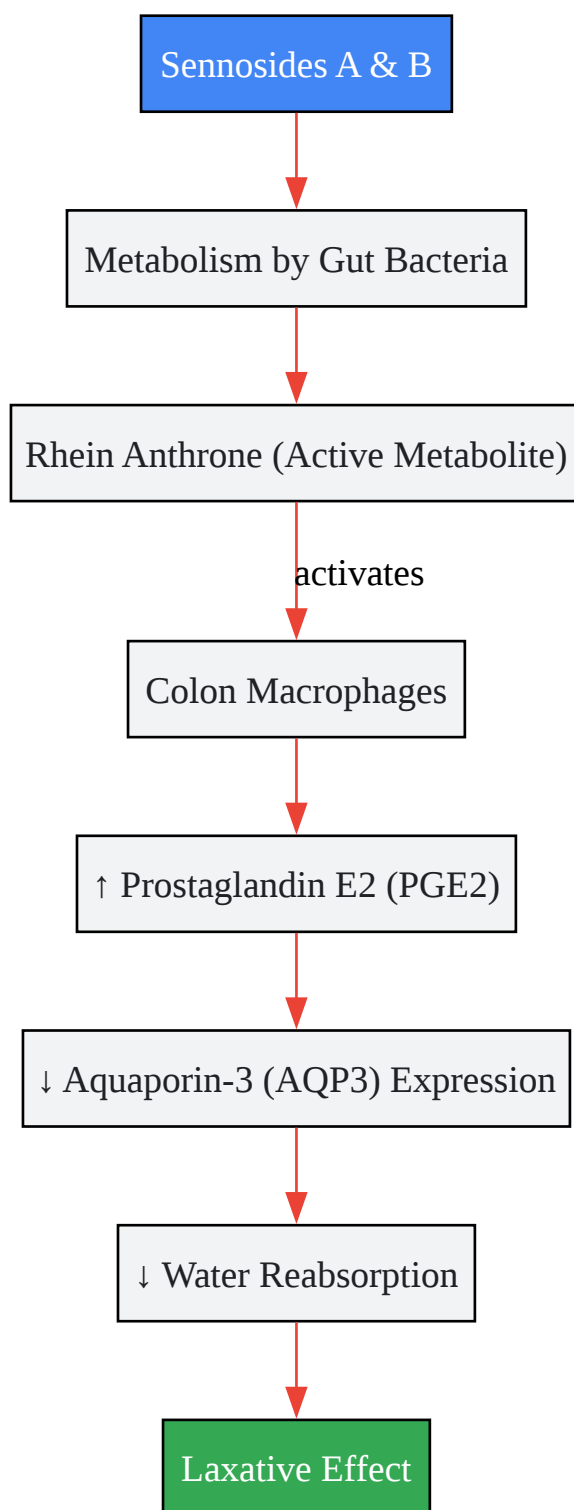 Sennosides A & B
Metabolism by Gut Bacteria
Rhein Anthrone (Active Metabolite)
activates
Colon Macrophages
↑ Prostaglandin E2 (PGE2)
↓ Aquaporin-3 (AQP3) Expression
↓ Water Reabsorption
Laxative Effect